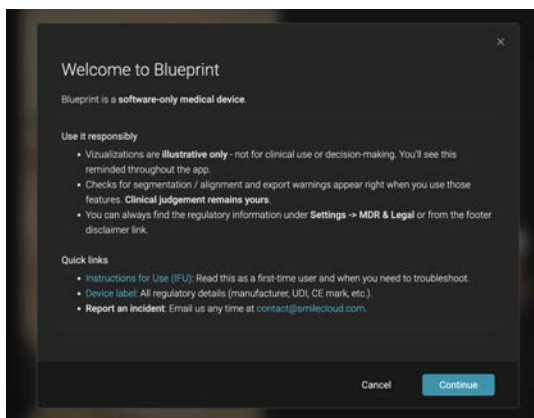 Welcome to Blueprint
Blueprint is a software-only medical device.
Use it responsibly
• Vizualizations are illustrative only - not for clinical use or decision-making. You'll see this
reminded throughout the app.
• Checks for segmentation / alignment and export warnings appear right when you use those
features. Clinical judgement remains yours.
• You can always find the regulatory information under Settings -> MDR & Legal or from the footer
disclaimer link.
Quick links
• Instructions for Use (IFU): Read this as a first-time user and when you need to troubleshoot.
• Device label: All regulatory details (manufacturer, UDI, CE mark, etc.).
• Report an incident: Email us any time at contact@smilecloud.com.
Cancel
Continue